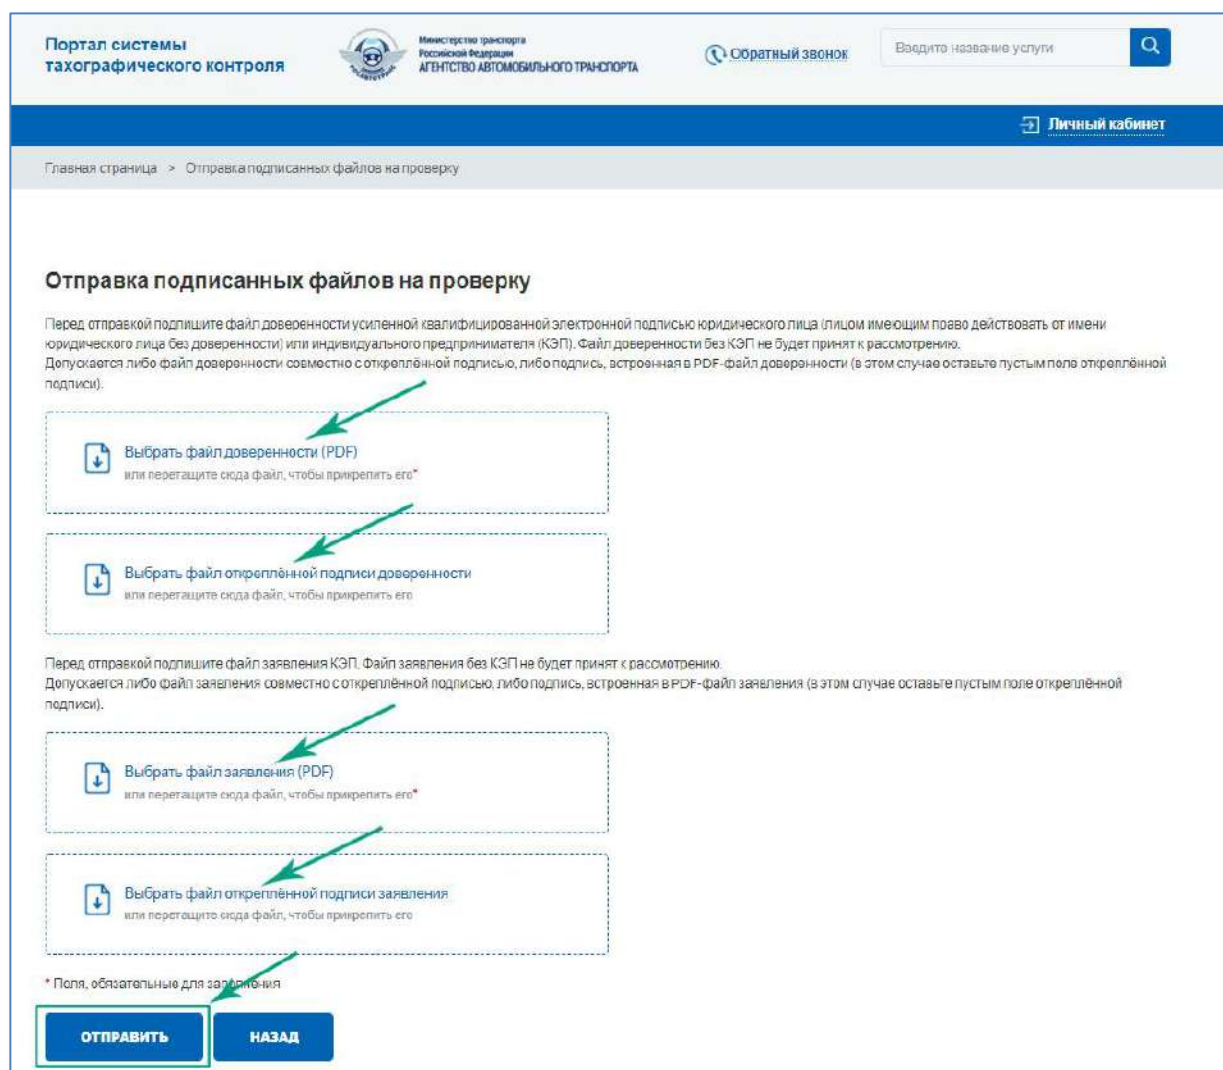 Портал системы
тахографического контроля
Министерство транспорта
Российской Федерации
АГЕНТСТВО АВТОМОБИЛЬНОГО ТРАНСПОРТА
РОСАВТОТРАНС
Обратный звонок
Введите название услуги
Личный кабинет
Главная страница > Отправка подписанных файлов на проверку
Отправка подписанных файлов на проверку
Перед отправкой подпишите файл доверенности усиленной квалифицированной электронной подписью юридического лица (лицом имеющим право действовать от имени
юридического лица без доверенности) или индивидуального предпринимателя (КЭП). Файл доверенности без КЭП не будет принят к рассмотрению.
Допускается либо файл доверенности совместно с откреплённой подписью, либо подпись, встроенная в PDF-файл доверенности (в этом случае оставьте пустым поле откреплённой
подписи).
Выбрать файл доверенности (PDF)
или перетащите сюда файл, чтобы прикрепить его*
Выбрать файл откреплённой подписи доверенности
или перетащите сюда файл, чтобы прикрепить его
Перед отправкой подпишите файл заявления КЭП. Файл заявления без КЭП не будет принят к рассмотрению.
Допускается либо файл заявления совместно с откреплённой подписью, либо подпись, встроенная в PDF-файл заявления (в этом случае оставьте пустым поле откреплённой
подписи).
Выбрать файл заявления (PDF)
или перетащите сюда файл, чтобы прикрепить его*
Выбрать файл откреплённой подписи заявления
или перетащите сюда файл, чтобы прикрепить его
* Поля, обязательные для заполнения
ОТПРАВИТЬ
НАЗАД